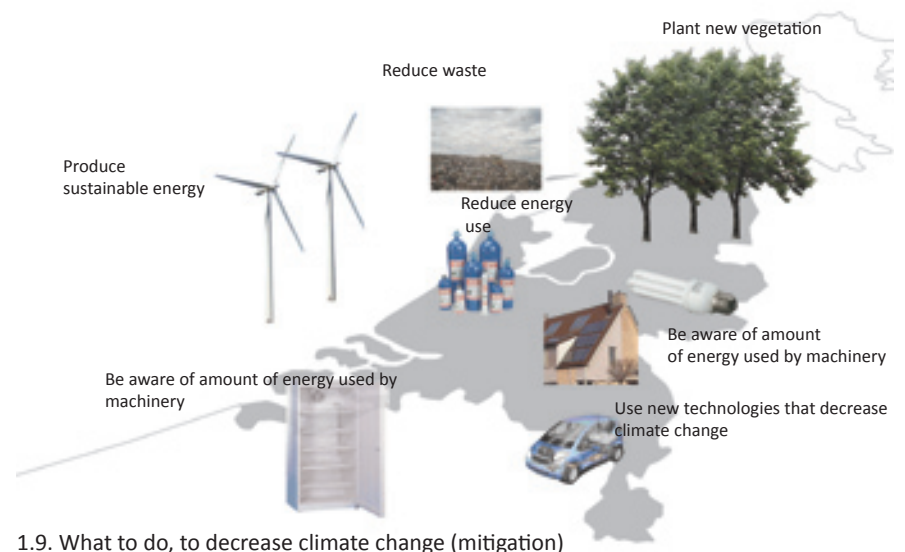 Plant new vegetation
Reduce waste
Produce
sustainable energy
Reduce energy
use
Be aware of amount
of energy used by machinery
Be aware of amount of energy used by
machinery
Use new technologies that decrease
climate change
1.9. What to do, to decrease climate change (mitigation)